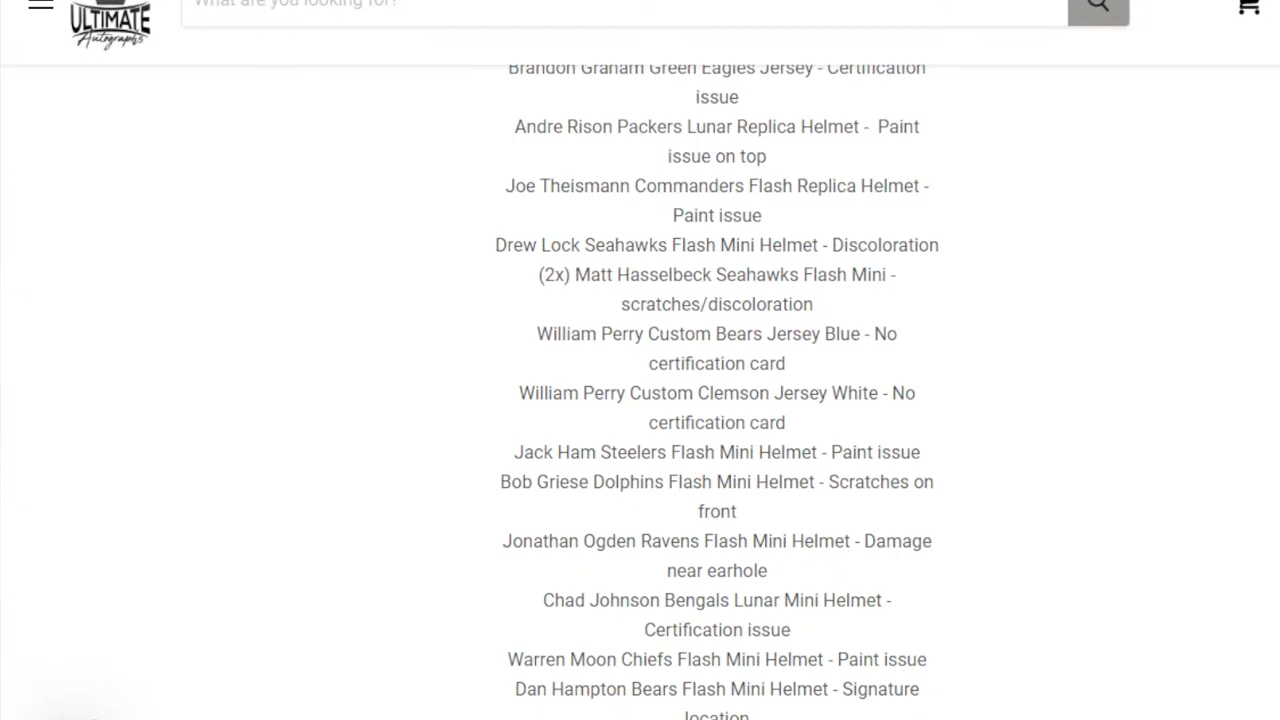 What are you looking for?
ULTIMATE
Autographs
Brandon Graham Green Eagles Jersey - Certification
issue
Andre Rison Packers Lunar Replica Helmet -  Paint
issue on top
Joe Theismann Commanders Flash Replica Helmet -
Paint issue
Drew Lock Seahawks Flash Mini Helmet - Discoloration
(2x) Matt Hasselbeck Seahawks Flash Mini -
scratches/discoloration
William Perry Custom Bears Jersey Blue - No
certification card
William Perry Custom Clemson Jersey White - No
certification card
Jack Ham Steelers Flash Mini Helmet - Paint issue
Bob Griese Dolphins Flash Mini Helmet - Scratches on
front
Jonathan Ogden Ravens Flash Mini Helmet - Damage
near earhole
Chad Johnson Bengals Lunar Mini Helmet -
Certification issue
Warren Moon Chiefs Flash Mini Helmet - Paint issue
Dan Hampton Bears Flash Mini Helmet - Signature
location